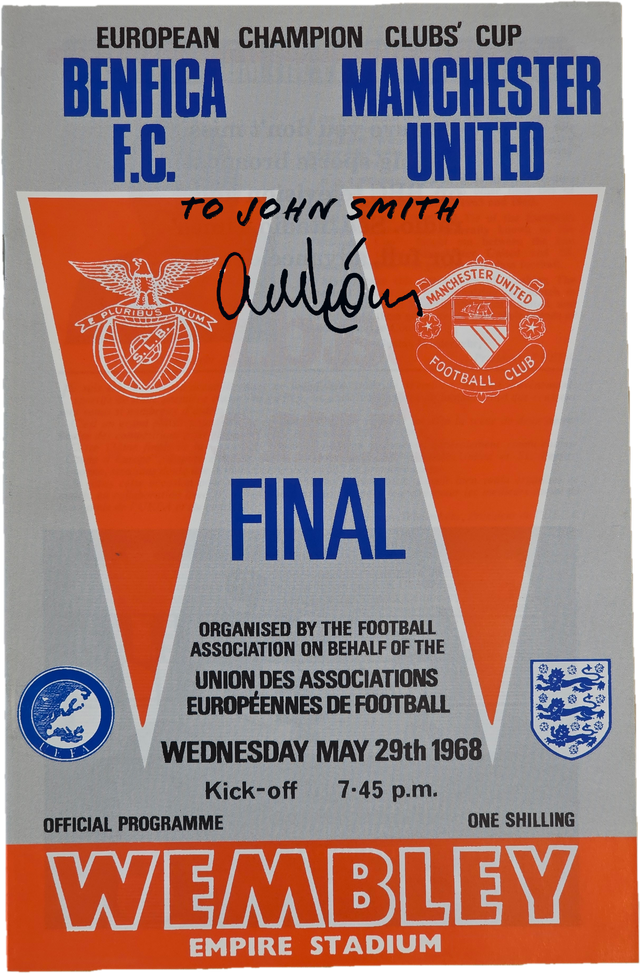 EUROPEAN CHAMPION CLUBS' CUP
BENFICA
F.C.
MANCHESTER
UNITED
TO JOHN SMITH
E PLURIBUS UNUM
S.L.B.
MANCHESTER UNITED
FOOTBALL CLUB
FINAL
ORGANISED BY THE FOOTBALL
ASSOCIATION ON BEHALF OF THE
UNION DES ASSOCIATIONS
EUROPÉENNES DE FOOTBALL
UEFA
WEDNESDAY MAY 29th 1968
Kick-off 7·45 p.m.
OFFICIAL PROGRAMME
ONE SHILLING
WEMBLEY
EMPIRE STADIUM